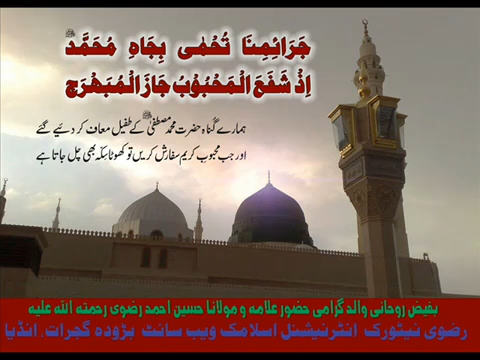 جَرَائِمِنَا تُمْحٰى بِجَاهِ مُحَمَّدٍ ﷺ
اِذْ شَفَعَ الْمَحْبُوْبُ جَازَ الْمُبَهْرَجُ
ہمارے گناہ حضرت محمد مصطفیٰ ﷺ کے طفیل معاف کر دیئے گئے
اور جب محبوب کریم سفارش کریں تو کھوٹا سکہ بھی چل جاتا ہے
بفیض روحانی والد گرامی حضور علامہ و مولانا حسین احمد رضوی رحمتہ اللہ علیہ
رضوی نیٹورک انٹرنیشنل اسلامک ویب سائٹ بڑودہ گجرات. انڈیا